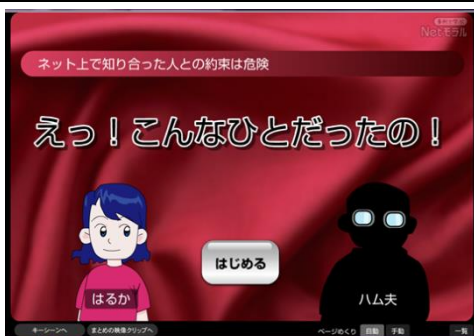 Netモラル
ネット上で知り合った人との約束は危険
えっ！こんなひとだったの！
はじめる
はるか
ハム夫
キーシーンへ
まとめの映像クリップへ
ページめくり 自動 手動
一覧